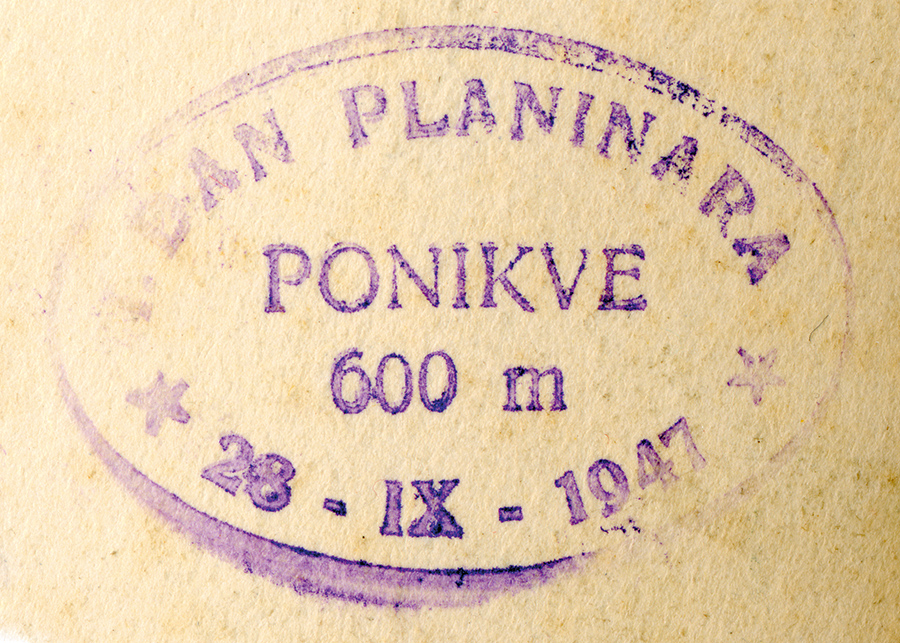 I. DAN PLANINARA
PONIKVE
600 m
28 - IX - 1947